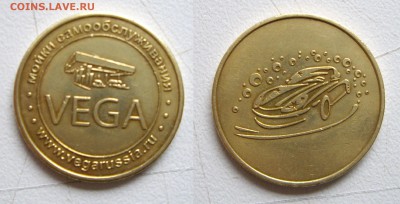 COINS.LAVE.RU
мойки самообслуживания
VEGA
www.vegarussia.ru